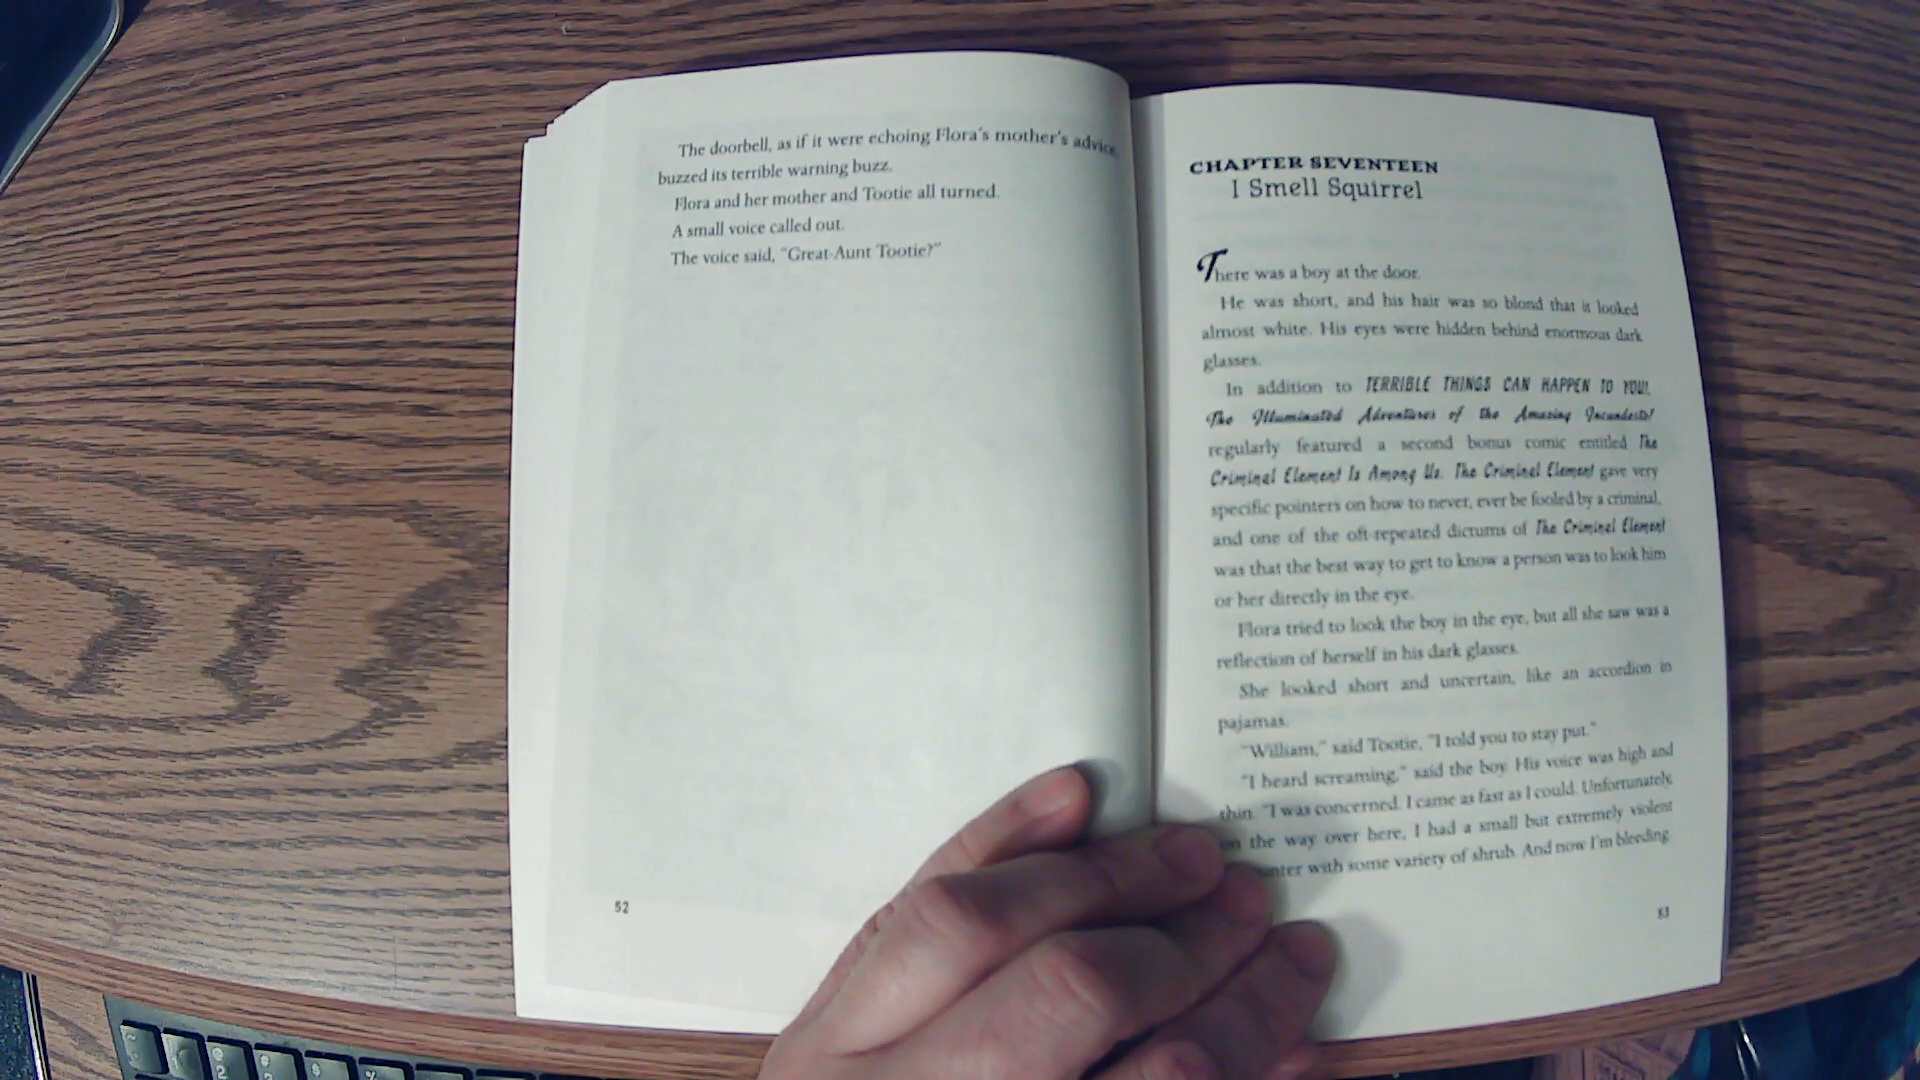 The doorbell, as if it were echoing Flora's mother's advice,
buzzed its terrible warning buzz.
Flora and her mother and Tootie all turned.
A small voice called out.
The voice said, “Great-Aunt Tootie?”
52
CHAPTER SEVENTEEN
I Smell Squirrel
There was a boy at the door.
He was short, and his hair was so blond that it looked
almost white. His eyes were hidden behind enormous dark
glasses.
In addition to TERRIBLE THINGS CAN HAPPEN TO YOU!,
The Illuminated Adventures of the Amazing Incandesto!
regularly featured a second bonus comic entitled The
Criminal Element Is Among Us. The Criminal Element gave very
specific pointers on how to never, ever be fooled by a criminal,
and one of the oft-repeated dictums of The Criminal Element
was that the best way to get to know a person was to look him
or her directly in the eye.
Flora tried to look the boy in the eye, but all she saw was a
reflection of herself in his dark glasses.
She looked short and uncertain, like an accordion in
pajamas.
“William,” said Tootie, “I told you to stay put.”
“I heard screaming,” said the boy. His voice was high and
thin. “I was concerned. I came as fast as I could. Unfortunately,
on the way over here, I had a small but extremely violent
unter with some variety of shrub. And now I'm bleeding.
53
2
$
%